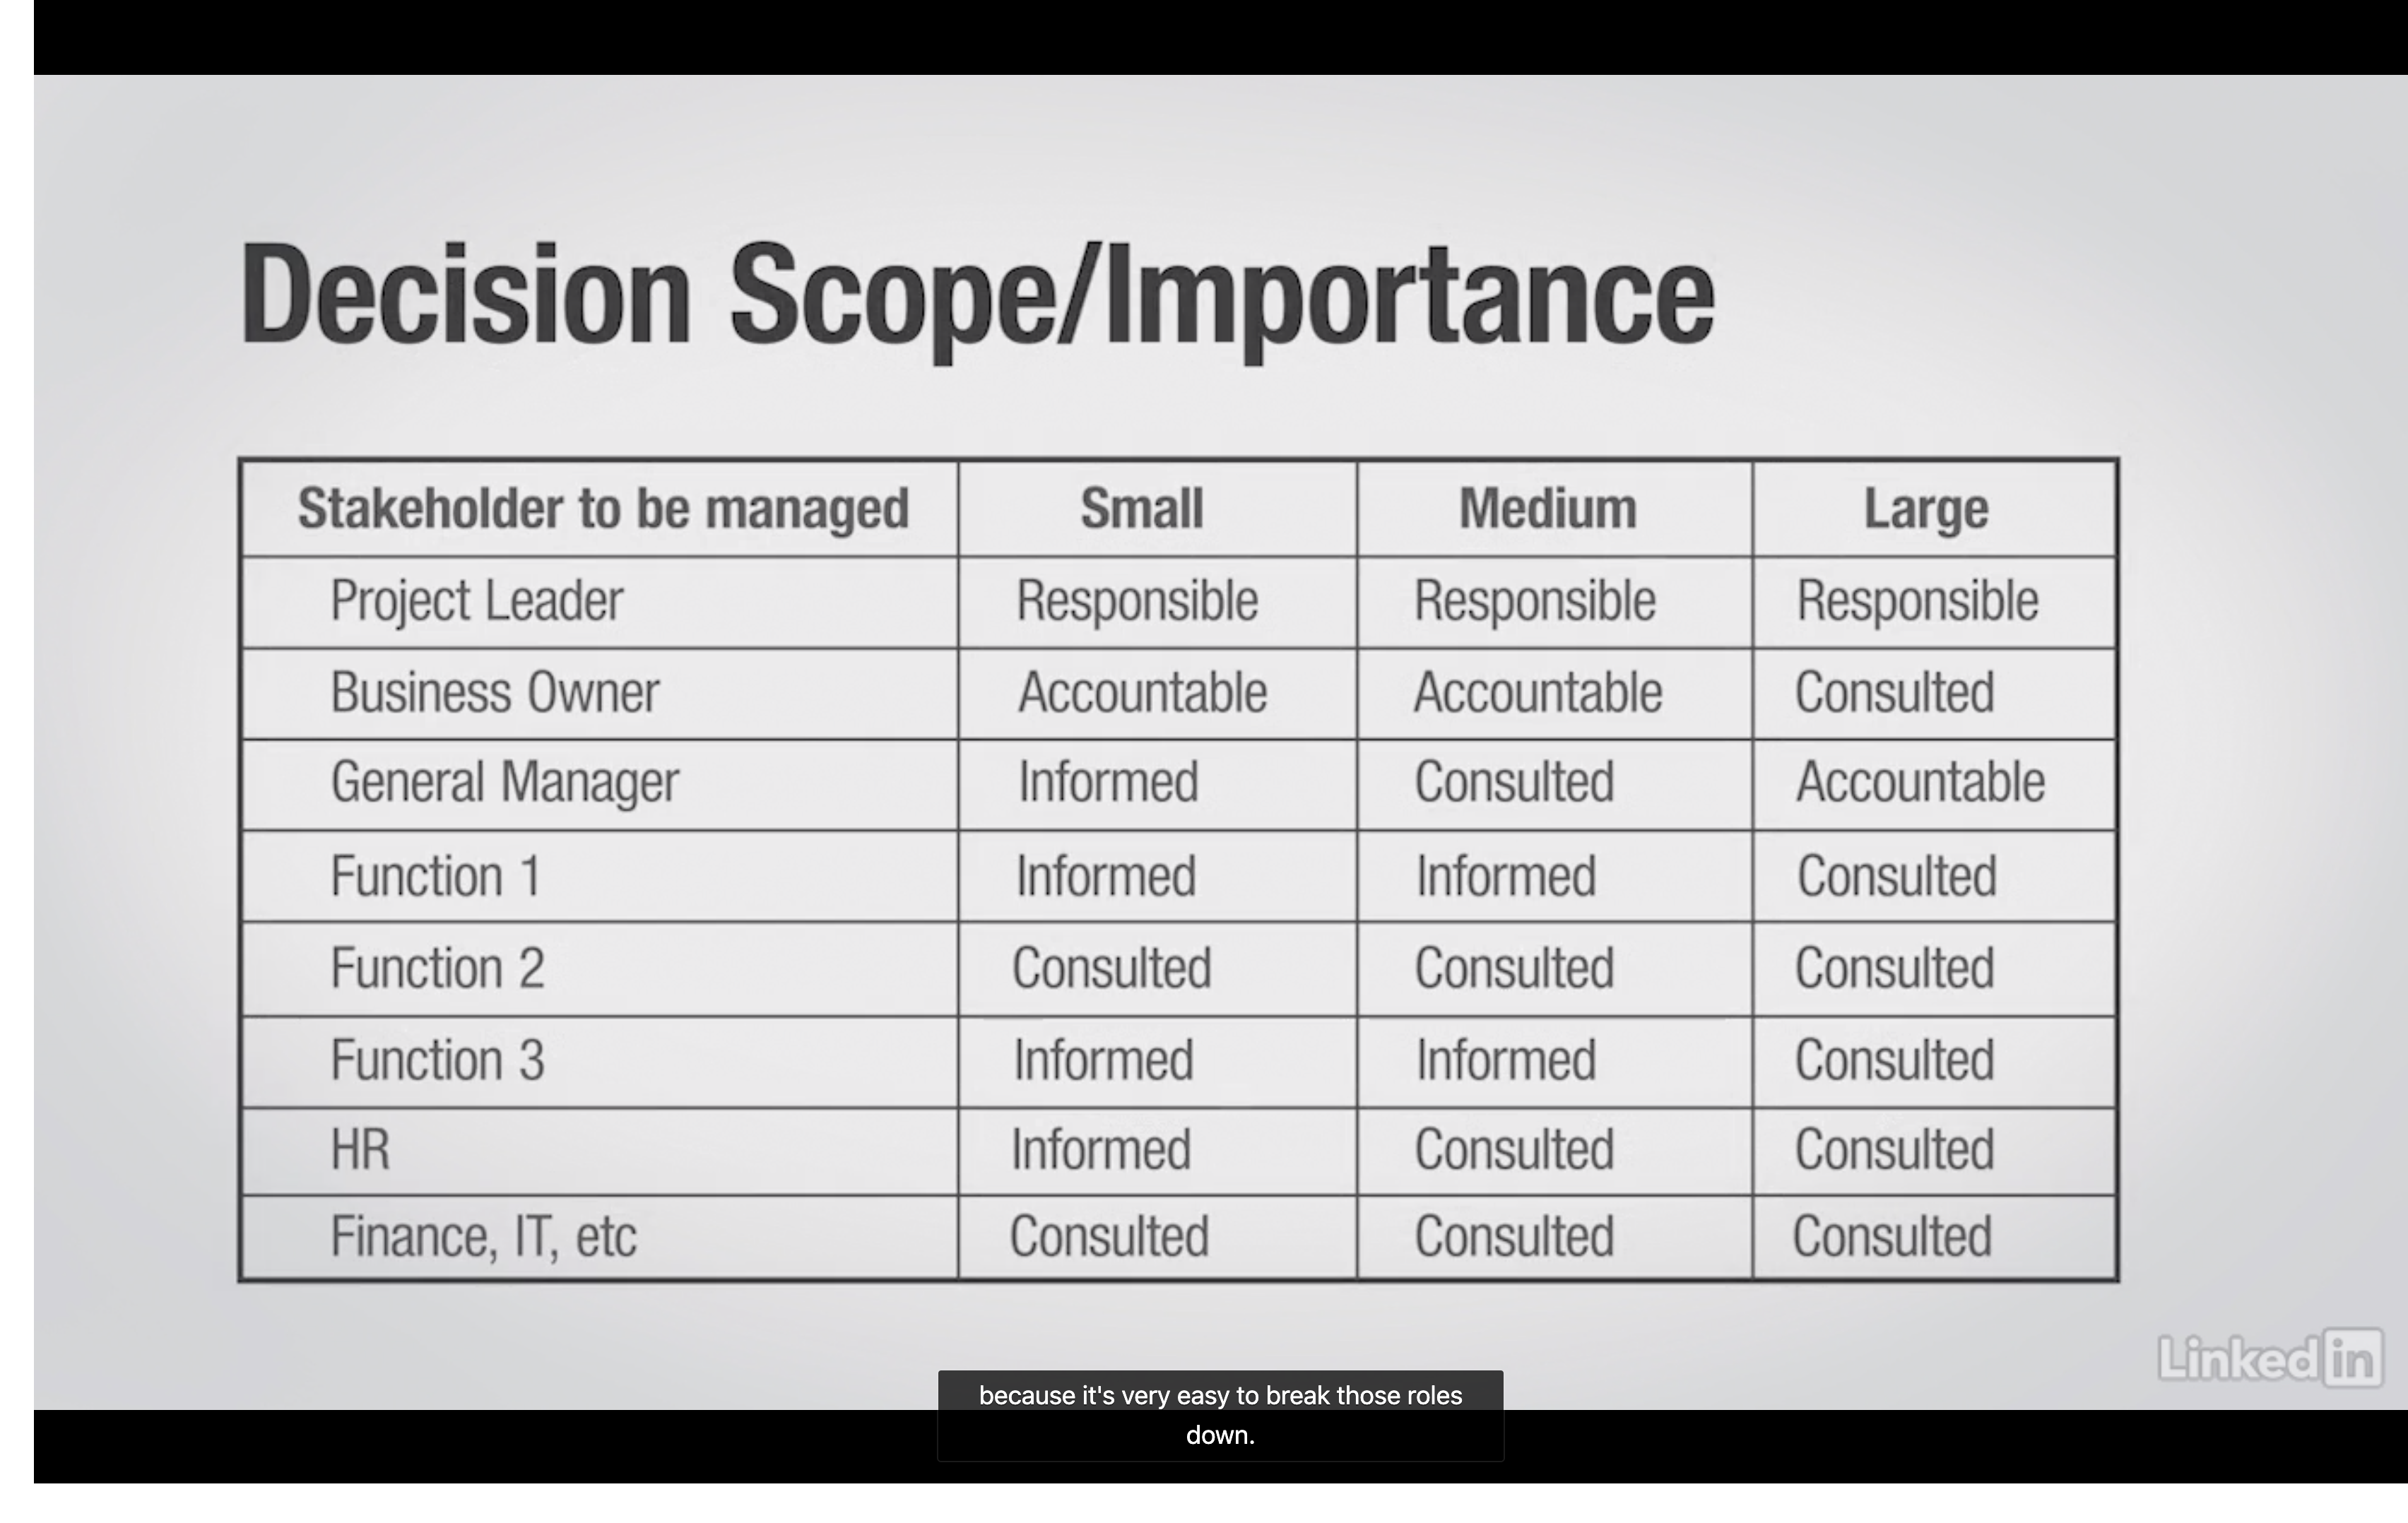 Decision Scope/Importance
Stakeholder to be managed Small Medium Large
Project Leader Responsible Responsible Responsible
Business Owner Accountable Accountable Consulted
General Manager Informed Consulted Accountable
Function 1 Informed Informed Consulted
Function 2 Consulted Consulted Consulted
Function 3 Informed Informed Consulted
HR Informed Consulted Consulted
Finance, IT, etc Consulted Consulted Consulted
Linked in
because it's very easy to break those roles
down.